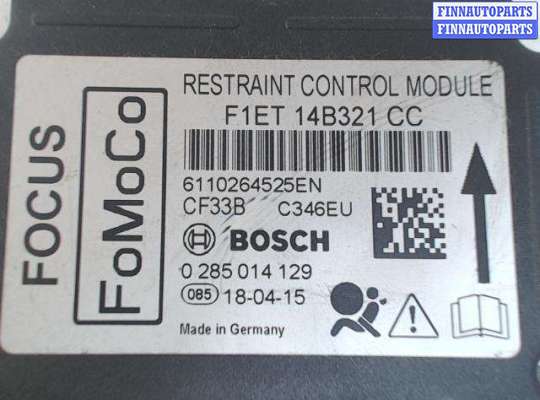 FINNAUTOPARTS
FINNAUTOPARTS
RESTRAINT CONTROL MODULE
F1ET 14B321 CC
6110264525EN
CF33B C346EU
BOSCH
0 285 014 129
085 18-04-15
Made in Germany
FOCUS
FoMoCo